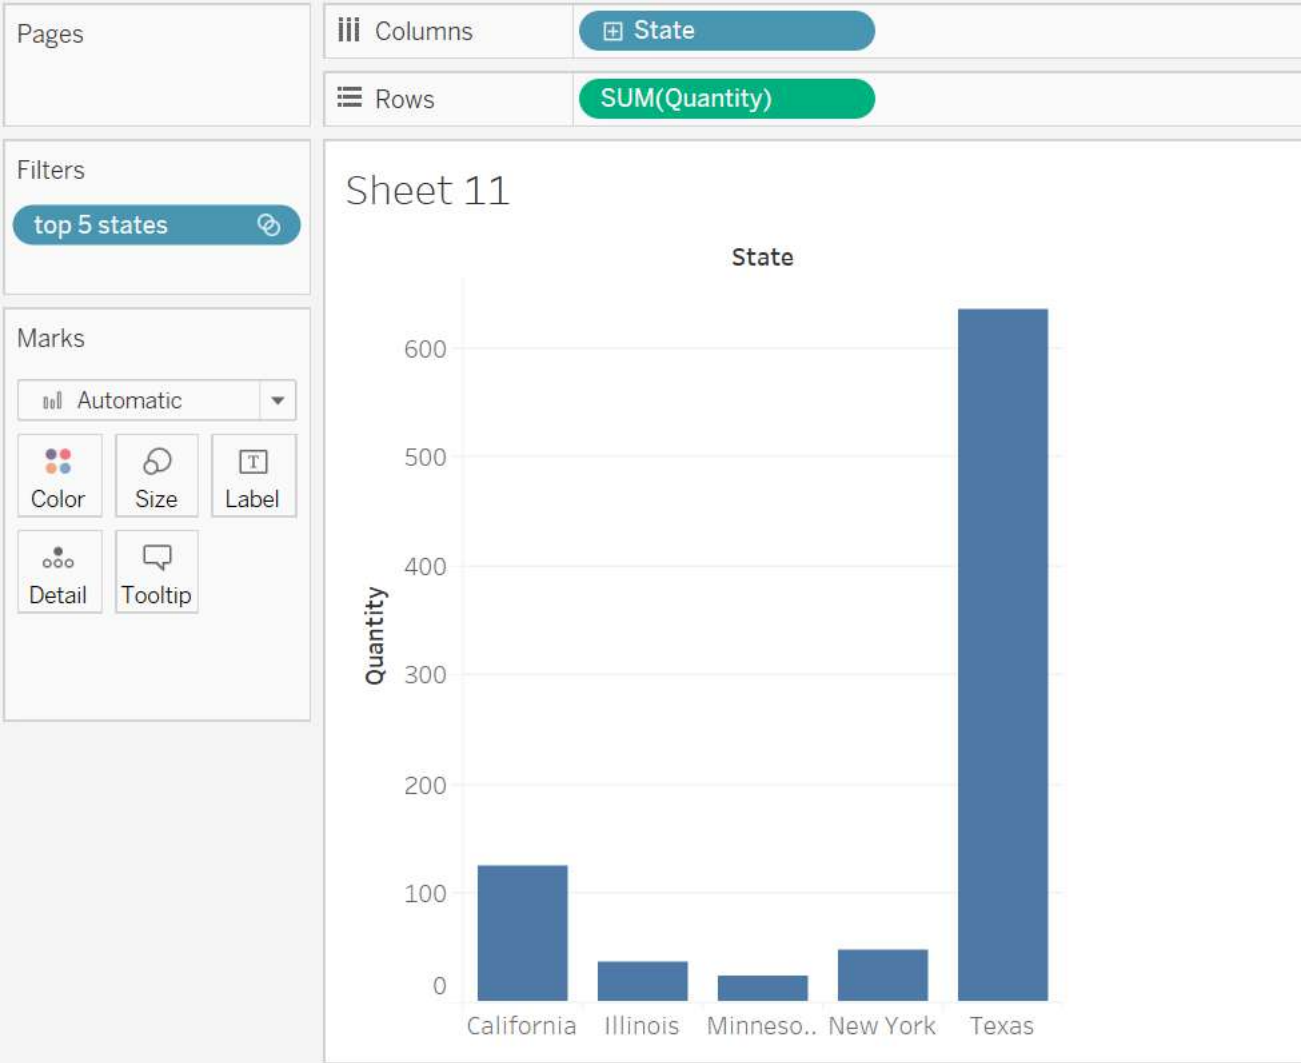 Pages
Columns
State
Rows
SUM(Quantity)
Filters
top 5 states
Sheet 11
State
Marks
Automatic
Color
Size
T
Label
Detail
Tooltip
Quantity
600
500
400
300
200
100
0
California Illinois Minneso.. New York Texas